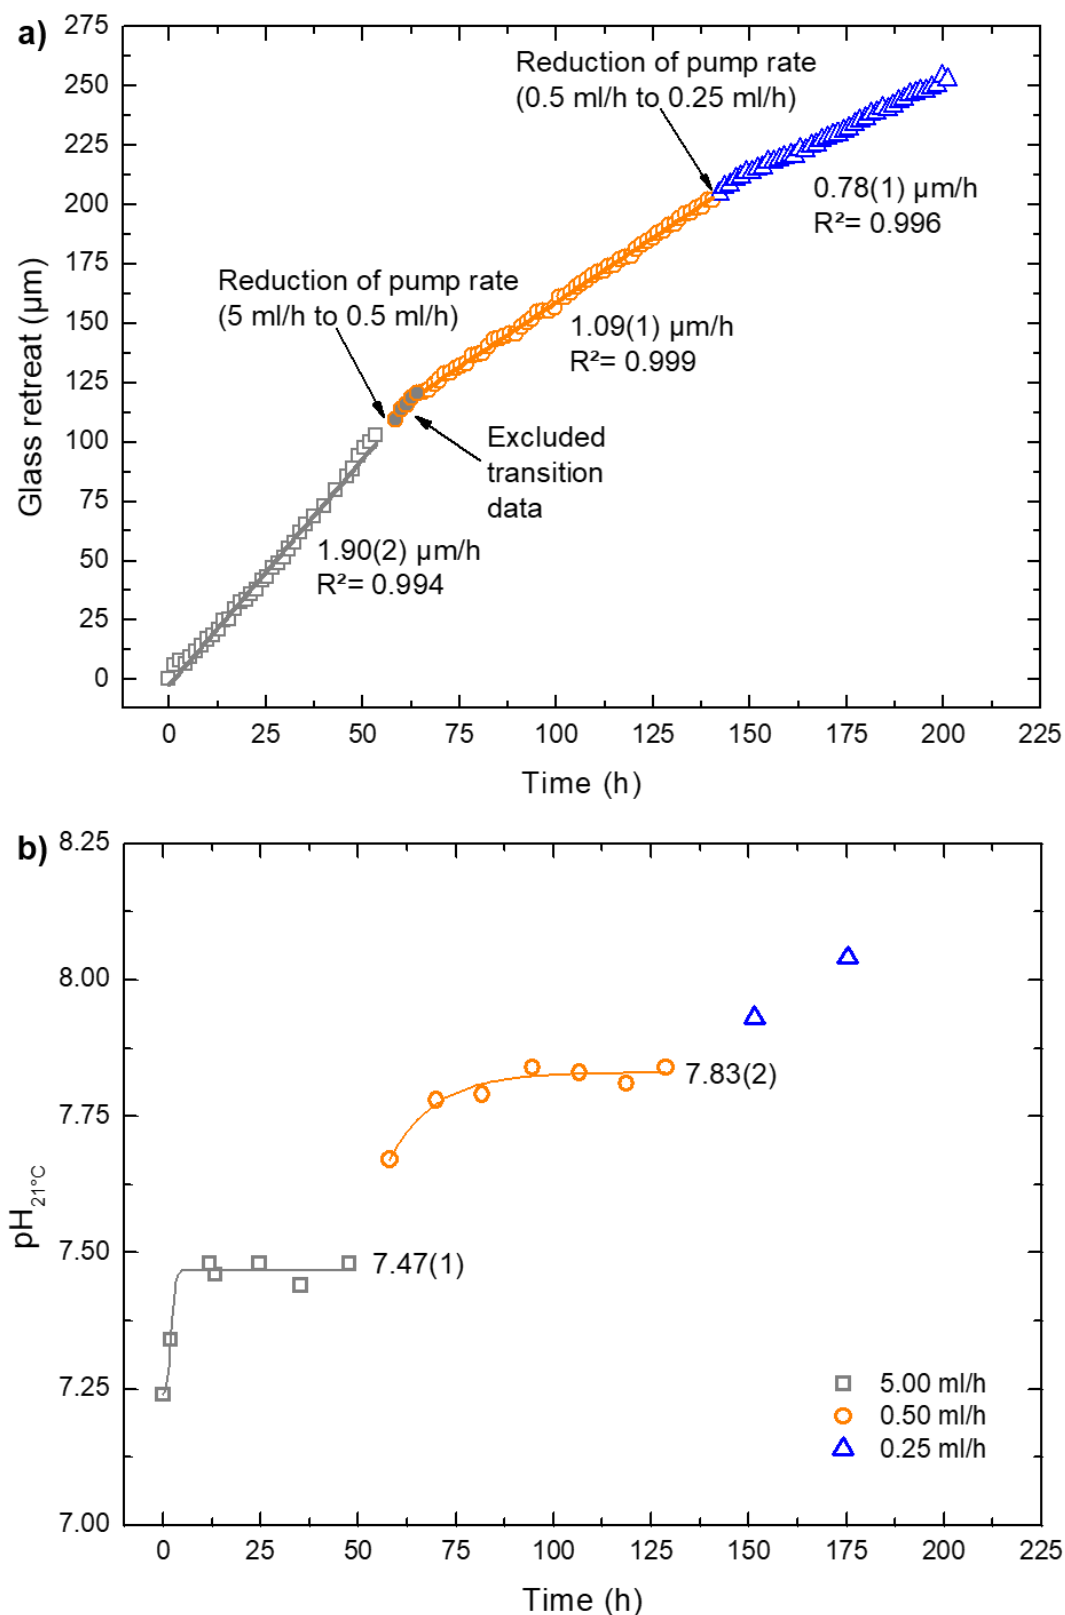 a)
275
250
225
200
175
150
125
100
75
50
25
0
Glass retreat (µm)
Reduction of pump rate
(0.5 ml/h to 0.25 ml/h)
0.78(1) µm/h
R²= 0.996
Reduction of pump rate
(5 ml/h to 0.5 ml/h)
1.09(1) µm/h
R²= 0.999
Excluded
transition
data
1.90(2) µm/h
R²= 0.994
0 25 50 75 100 125 150 175 200 225
Time (h)
b)
8.25
8.00
7.75
7.50
7.25
7.00
pH21°C
7.83(2)
7.47(1)
5.00 ml/h
0.50 ml/h
0.25 ml/h
0 25 50 75 100 125 150 175 200 225
Time (h)